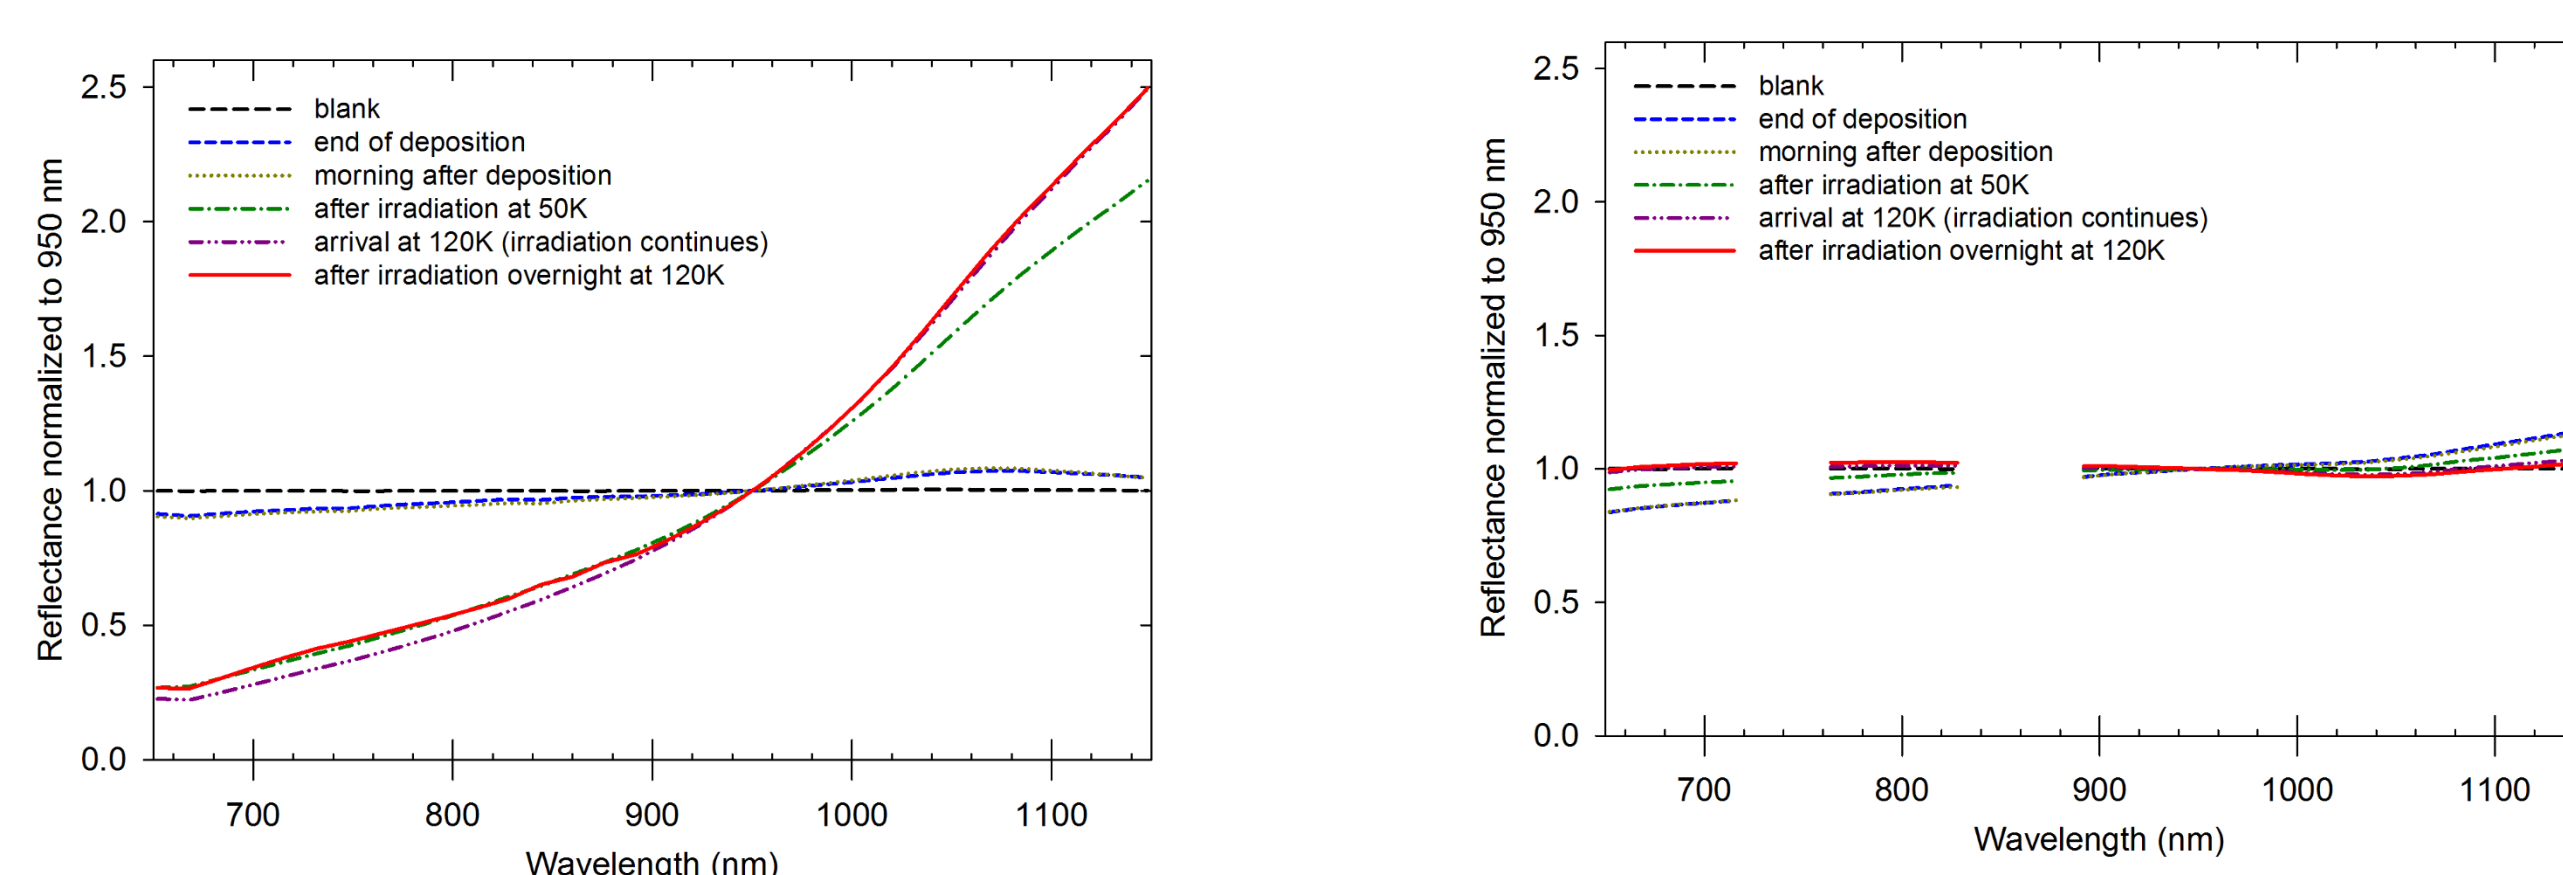 Reflectance normalized to 950 nm
2.5
2.0
1.5
1.0
0.5
0.0
blank
end of deposition
morning after deposition
after irradiation at 50K
arrival at 120K (irradiation continues)
after irradiation overnight at 120K
700 800 900 1000 1100
Wavelength (nm)
Reflectance normalized to 950 nm
2.5
2.0
1.5
1.0
0.5
0.0
blank
end of deposition
morning after deposition
after irradiation at 50K
arrival at 120K (irradiation continues)
after irradiation overnight at 120K
700 800 900 1000 1100
Wavelength (nm)